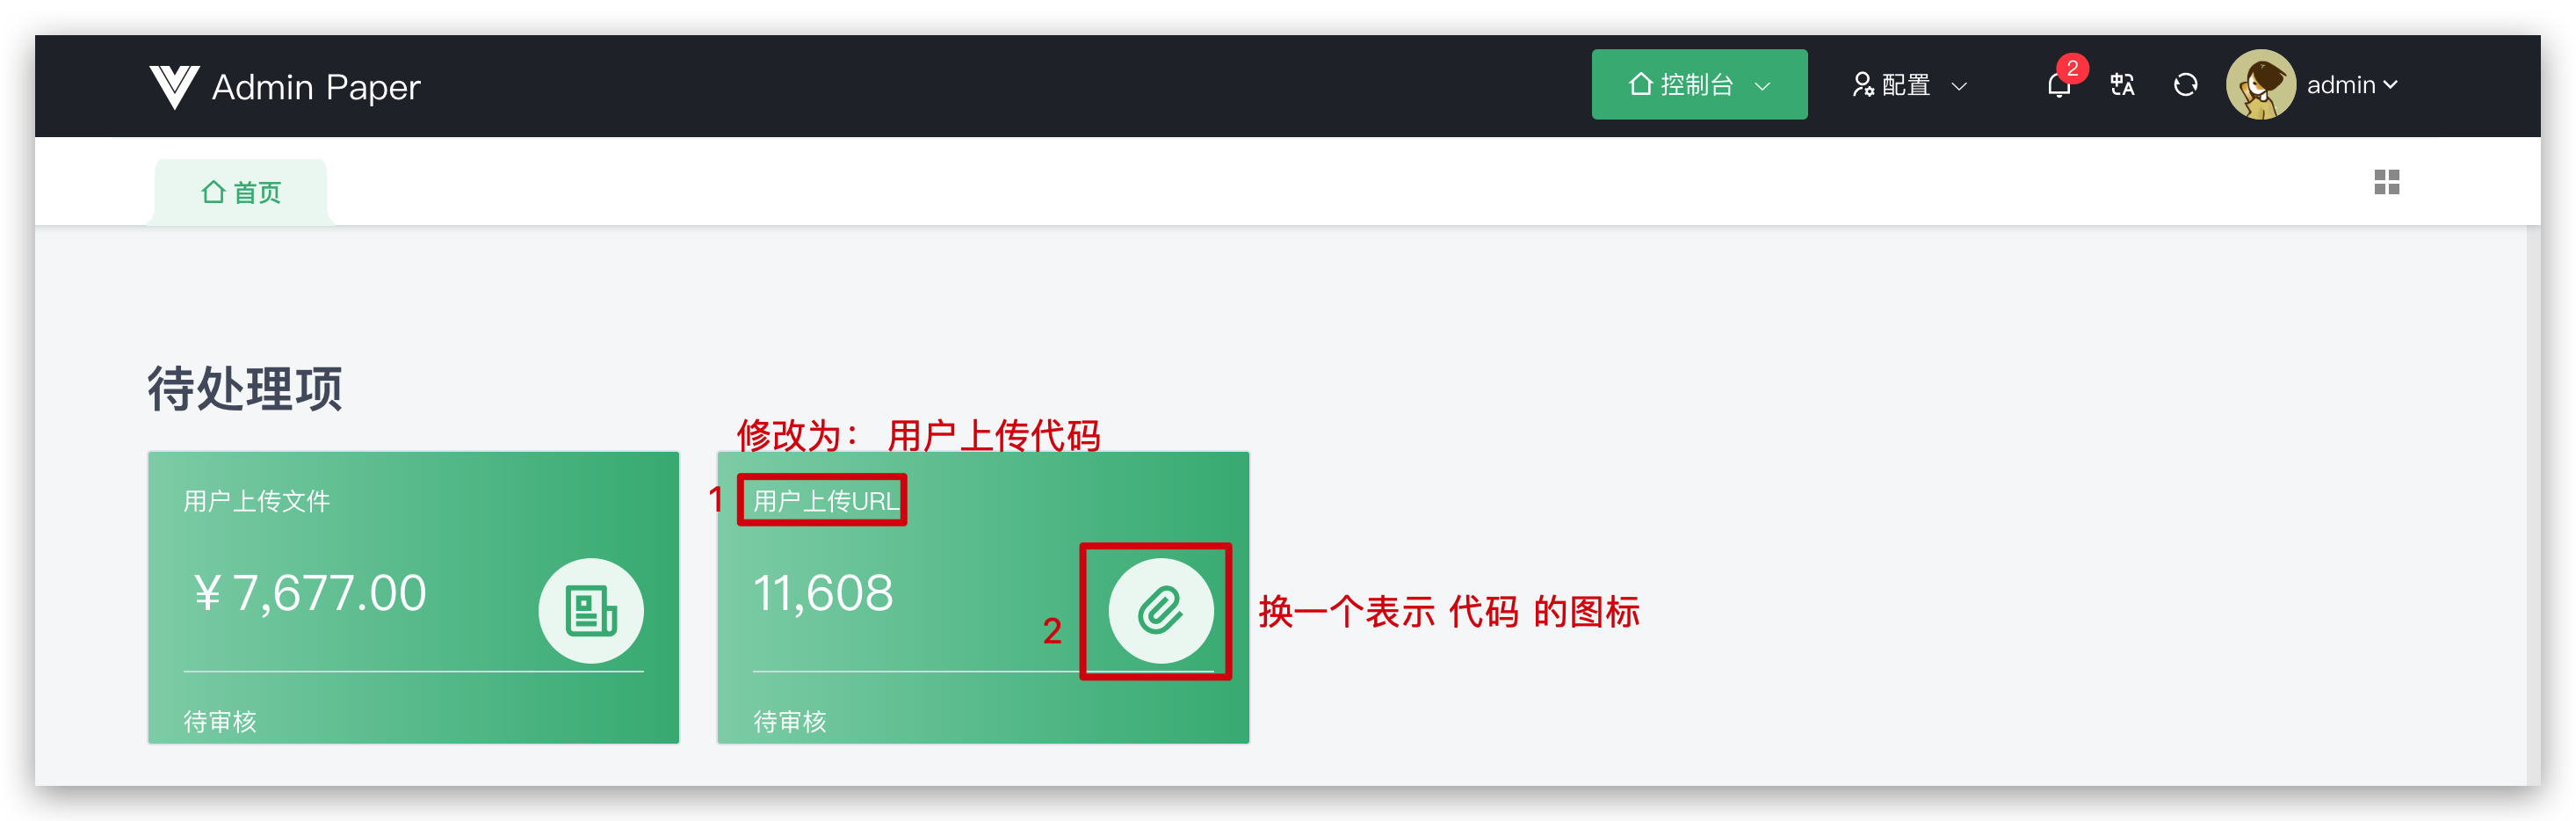 Admin Paper
控制台
配置
2
admin
首页
待处理项
修改为： 用户上传代码
用户上传文件
1
用户上传URL
￥7,677.00
11,608
2
换一个表示 代码 的图标
待审核
待审核